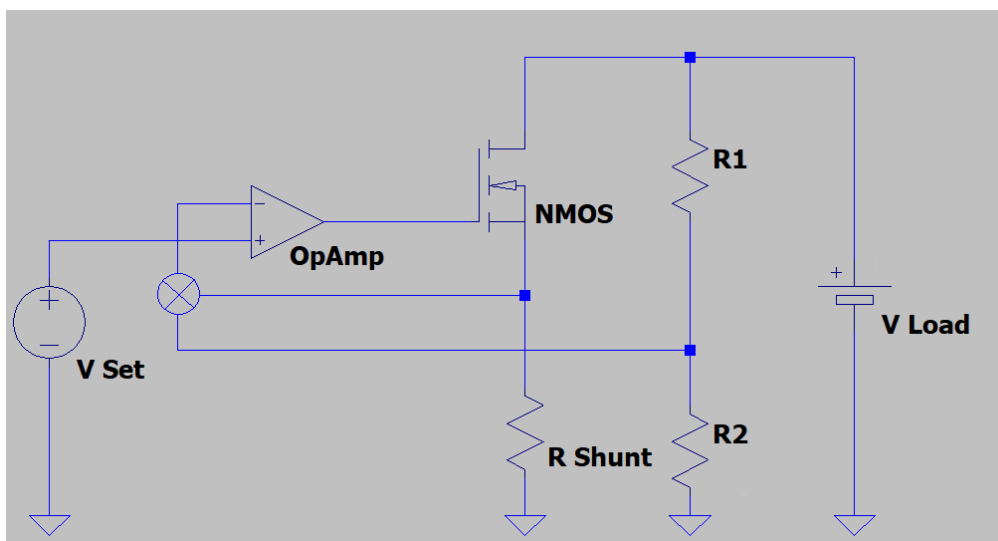 R1
NMOS
OpAmp
V Load
V Set
R2
R Shunt